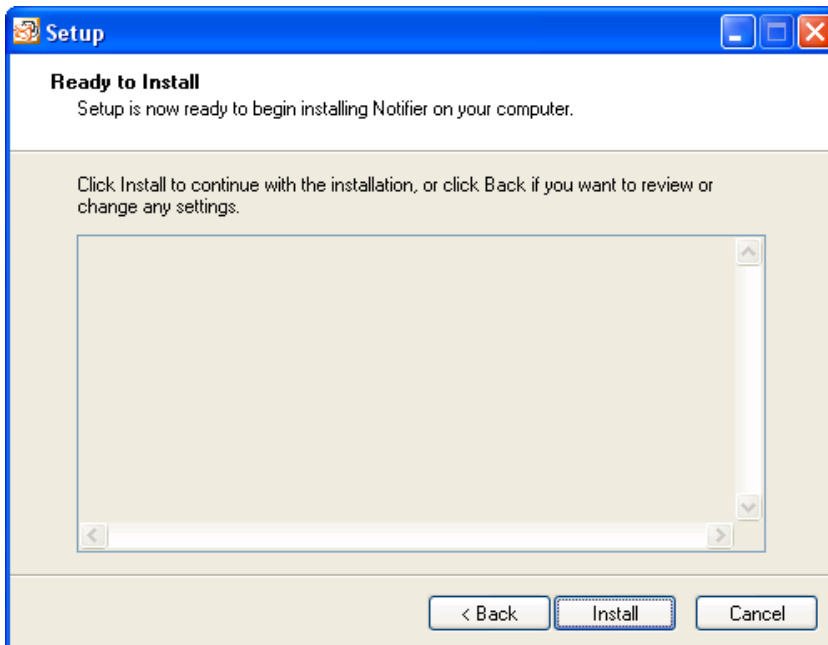 Setup
Ready to Install
Setup is now ready to begin installing Notifier on your computer.
Click Install to continue with the installation, or click Back if you want to review or
change any settings.
< Back
Install
Cancel